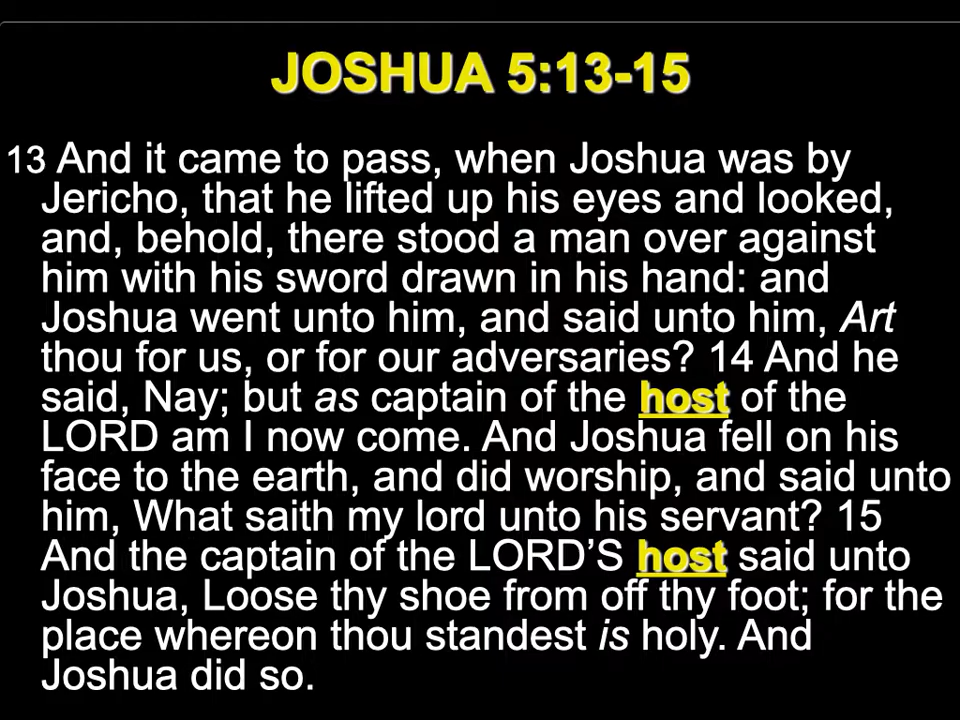 JOSHUA 5:13-15
13 And it came to pass, when Joshua was by
Jericho, that he lifted up his eyes and looked,
and, behold, there stood a man over against
him with his sword drawn in his hand: and
Joshua went unto him, and said unto him, Art
thou for us, or for our adversaries? 14 And he
said, Nay; but as captain of the host of the
LORD am I now come. And Joshua fell on his
face to the earth, and did worship, and said unto
him, What saith my lord unto his servant? 15
And the captain of the LORD’S host said unto
Joshua, Loose thy shoe from off thy foot; for the
place whereon thou standest is holy. And
Joshua did so.